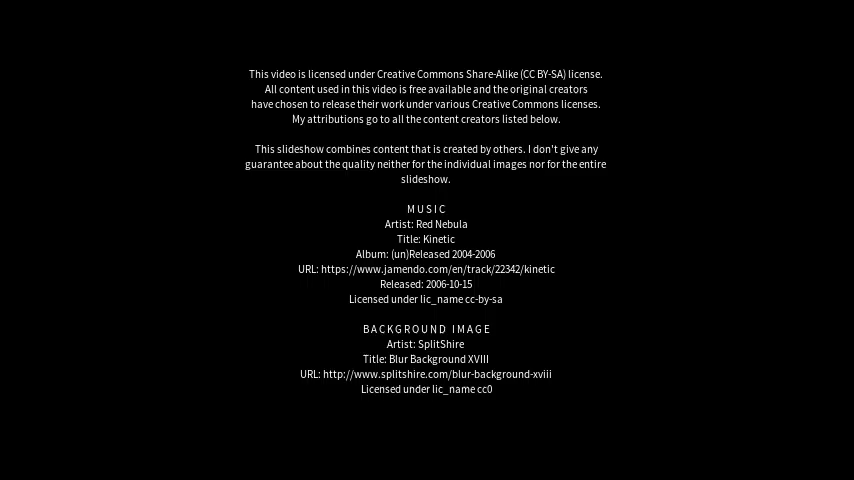 This video is licensed under Creative Commons Share-Alike (CC BY-SA) license.
All content used in this video is free available and the original creators
have chosen to release their work under various Creative Commons licenses.
My attributions go to all the content creators listed below.
This slideshow combines content that is created by others. I don't give any
guarantee about the quality neither for the individual images nor for the entire
slideshow.
MUSIC
Artist: Red Nebula
Title: Kinetic
Album: (un)Released 2004-2006
URL: https://www.jamendo.com/en/track/22342/kinetic
Released: 2006-10-15
Licensed under lic_name cc-by-sa
BACKGROUND IMAGE
Artist: SplitShire
Title: Blur Background XVIII
URL: http://www.splitshire.com/blur-background-xviii
Licensed under lic_name cc0